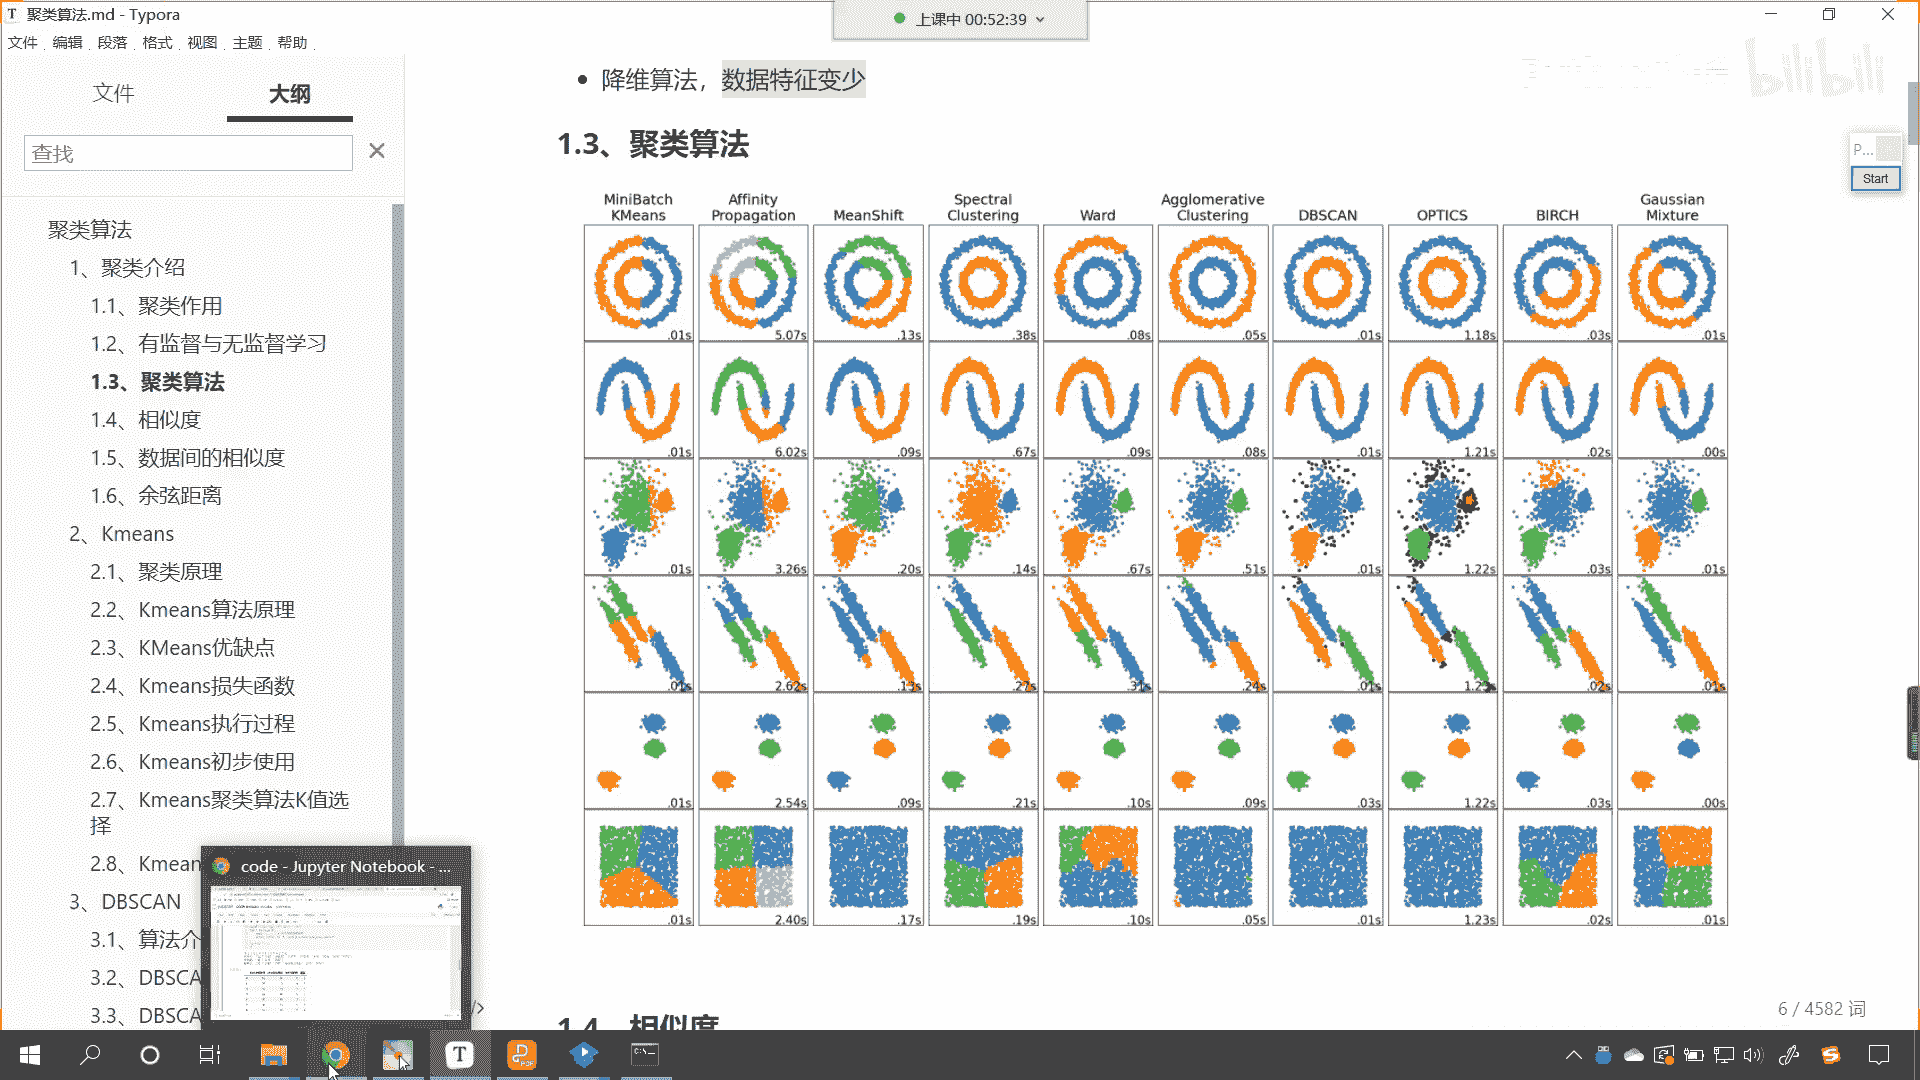 聚类算法.md - Typora
上课中 00:52:39
文件 编辑 段落 格式 视图 主题 帮助
文件
大纲
查找
聚类算法
1、聚类介绍
1.1、聚类作用
1.2、有监督与无监督学习
1.3、聚类算法
1.4、相似度
1.5、数据间的相似度
1.6、余弦距离
2、Kmeans
2.1、聚类原理
2.2、Kmeans算法原理
2.3、KMeans优缺点
2.4、Kmeans损失函数
2.5、Kmeans执行过程
2.6、Kmeans初步使用
2.7、Kmeans聚类算法K值选
择
2.8、Kmean
3、DBSCAN
3.1、算法介
3.2、DBSCA
3.3、DBSCA
code - Jupyter Notebook - ...
降维算法，数据特征变少
1.3、聚类算法
MiniBatch KMeans
Affinity Propagation
MeanShift
Spectral Clustering
Ward
Agglomerative Clustering
DBSCAN
OPTICS
BIRCH
Gaussian Mixture
.01s 5.07s .13s .38s .08s .05s .01s 1.18s .03s .01s
.01s 6.02s .09s .67s .09s .08s .01s 1.21s .02s .00s
.01s 3.26s .20s .14s .67s .51s .01s 1.22s .03s .01s
.01s 2.62s .13s .27s .31s .24s .01s 1.23s .02s .01s
.01s 2.54s .09s .21s .10s .09s .03s 1.22s .03s .00s
.01s 2.40s .17s .19s .10s .05s .01s 1.23s .02s .01s
1.4、相似度
6 / 4582 词
bilibili
P...
Start